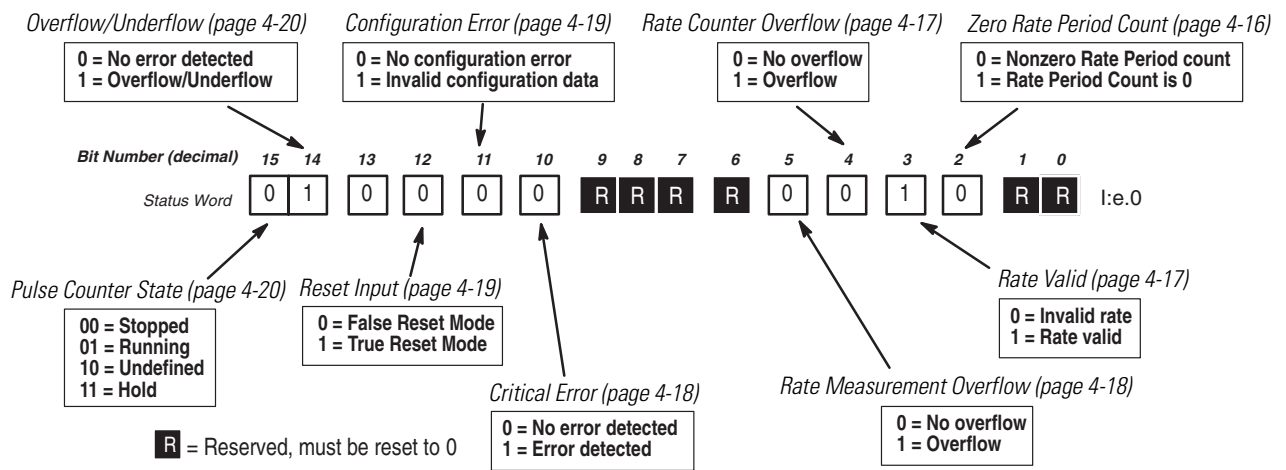 Overflow/Underflow (page 4-20)
0 = No error detected
1 = Overflow/Underflow
Configuration Error (page 4-19)
0 = No configuration error
1 = Invalid configuration data
Rate Counter Overflow (page 4-17)
0 = No overflow
1 = Overflow
Zero Rate Period Count (page 4-16)
0 = Nonzero Rate Period count
1 = Rate Period Count is 0
Bit Number (decimal) 15 14 13 12 11 10 9 8 7 6 5 4 3 2 1 0
Status Word 0 1 0 0 0 0 R R R R 0 0 1 0 R R I:e.0
Pulse Counter State (page 4-20)
00 = Stopped
01 = Running
10 = Undefined
11 = Hold
Reset Input (page 4-19)
0 = False Reset Mode
1 = True Reset Mode
Critical Error (page 4-18)
0 = No error detected
1 = Error detected
Rate Measurement Overflow (page 4-18)
0 = No overflow
1 = Overflow
Rate Valid (page 4-17)
0 = Invalid rate
1 = Rate valid
R = Reserved, must be reset to 0